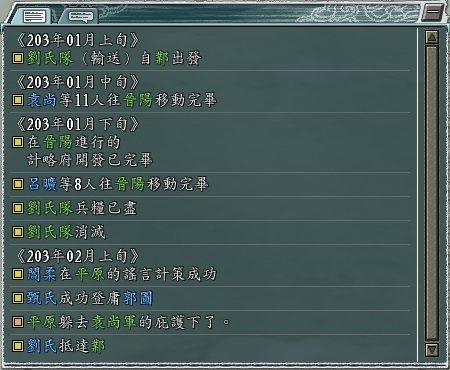 《203年01月上旬》
劉氏隊（輸送）自鄴出發
《203年01月中旬》
袁尚等11人往晉陽移動完畢
《203年01月下旬》
在晉陽進行的
計略府開發已完畢
呂曠等8人往晉陽移動完畢
劉氏隊兵糧已盡
劉氏隊消滅
《203年02月上旬》
閻柔在平原的謠言計策成功
甄氏成功登庸郭圖
平原躲去袁尚軍的庇護下了。
劉氏抵達鄴